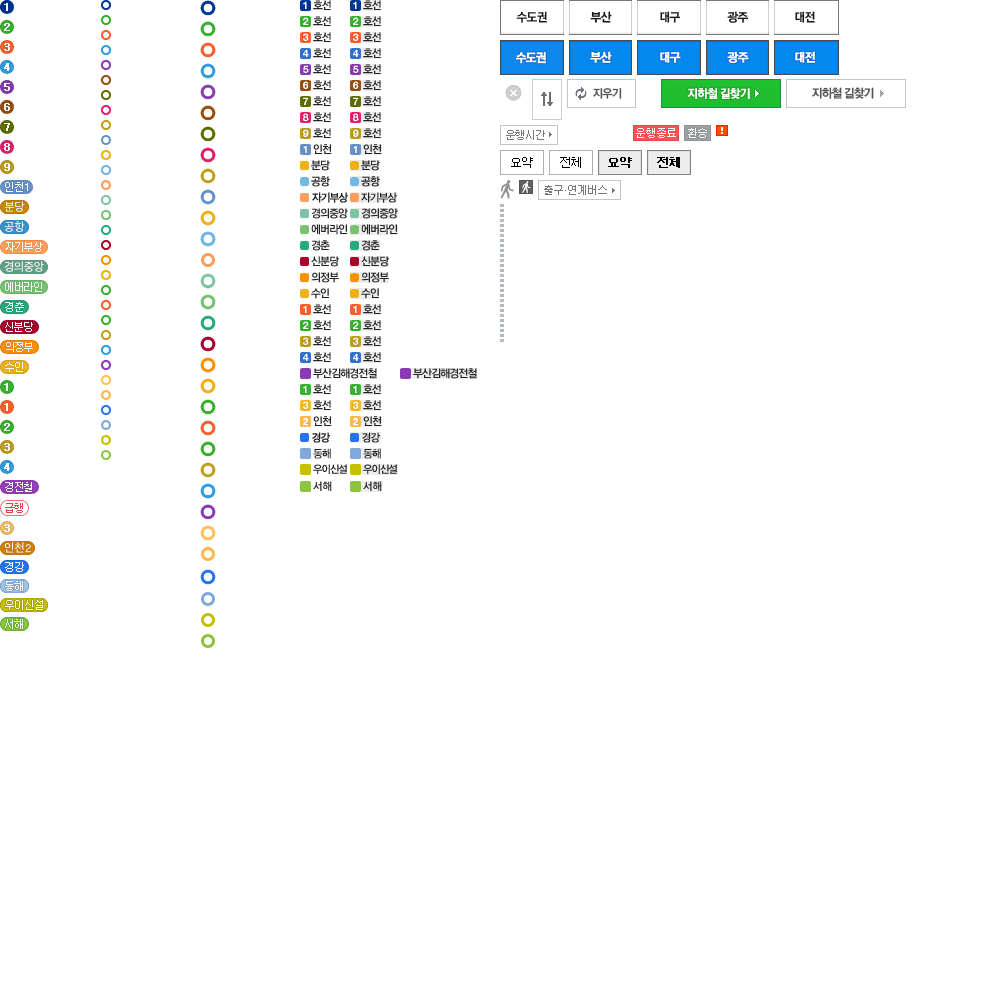 1
2
3
4
5
6
7
8
9
인천1
분당
공항
자기부상
경의중앙
에버라인
경춘
신분당
의정부
수인
1
1
2
3
4
경전철
급행
3
인천2
경강
동해
우이신설
서해
1 호선 1 호선
2 호선 2 호선
3 호선 3 호선
4 호선 4 호선
5 호선 5 호선
6 호선 6 호선
7 호선 7 호선
8 호선 8 호선
9 호선 9 호선
1 인천 1 인천
분당 분당
공항 공항
자기부상 자기부상
경의중앙 경의중앙
에버라인 에버라인
경춘 경춘
신분당 신분당
의정부 의정부
수인 수인
1 호선 1 호선
2 호선 2 호선
3 호선 3 호선
4 호선 4 호선
부산김해경전철 부산김해경전철
1 호선 1 호선
3 호선 3 호선
2 인천 2 인천
경강 경강
동해 동해
우이신설 우이신설
서해 서해
수도권 부산 대구 광주 대전
수도권 부산 대구 광주 대전
지우기 지하철 길찾기 지하철 길찾기
운행시간 운행종료 환승 !
요약 전체 요약 전체
출구·연계버스